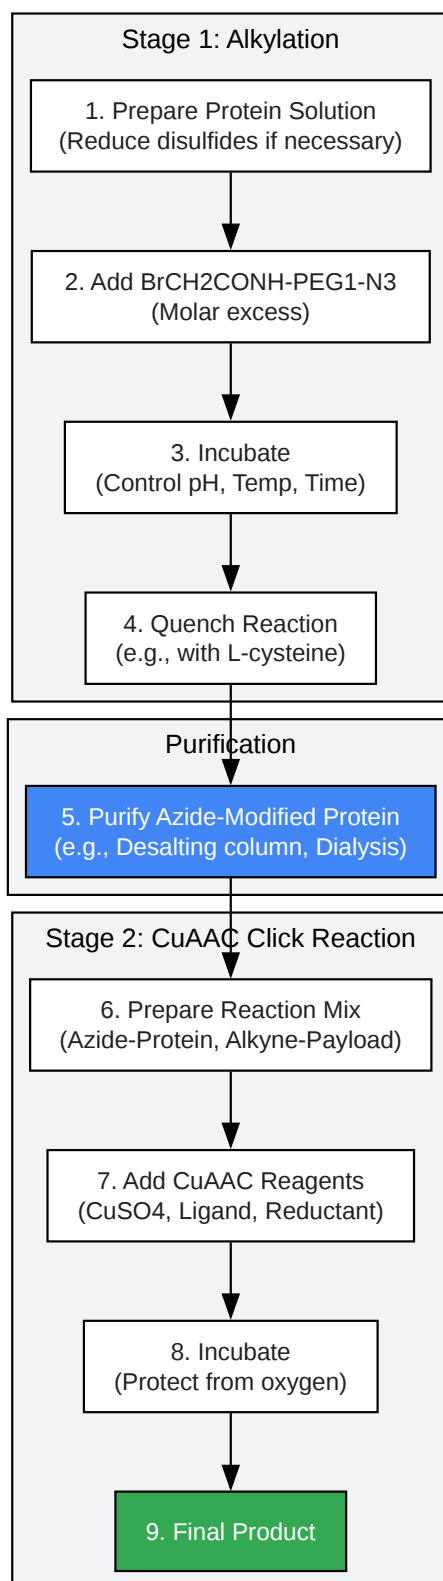 Stage 1: Alkylation
1. Prepare Protein Solution
(Reduce disulfides if necessary)
2. Add BrCH2CONH-PEG1-N3
(Molar excess)
3. Incubate
(Control pH, Temp, Time)
4. Quench Reaction
(e.g., with L-cysteine)
Purification
5. Purify Azide-Modified Protein
(e.g., Desalting column, Dialysis)
Stage 2: CuAAC Click Reaction
6. Prepare Reaction Mix
(Azide-Protein, Alkyne-Payload)
7. Add CuAAC Reagents
(CuSO4, Ligand, Reductant)
8. Incubate
(Protect from oxygen)
9. Final Product